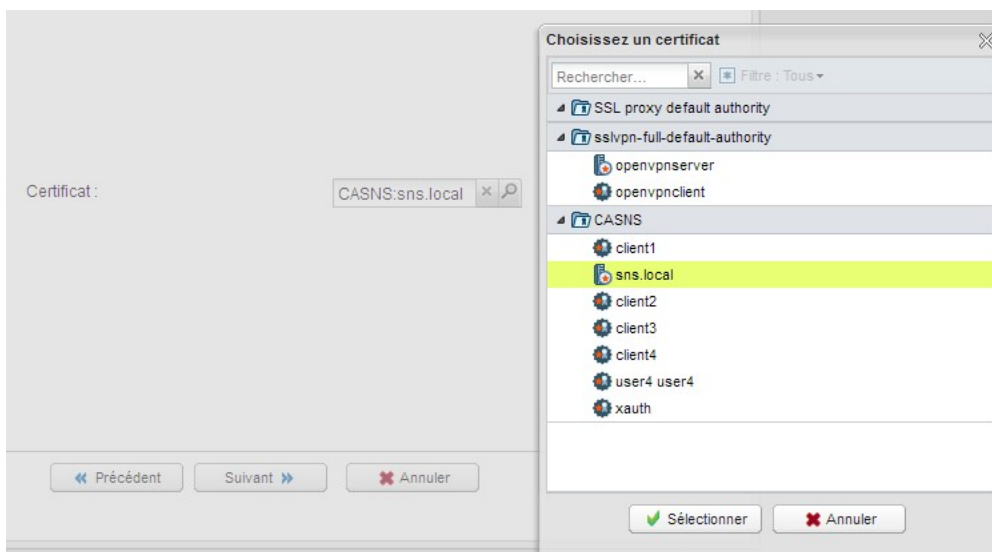 Choisissez un certificat
Rechercher...
Filtre : Tous
SSL proxy default authority
sslvpn-full-default-authority
openvpnserver
openvpnclient
Certificat :
CASNS:sns.local
CASNS
client1
sns.local
client2
client3
client4
user4 user4
xauth
Précédent
Suivant
Annuler
Sélectionner
Annuler